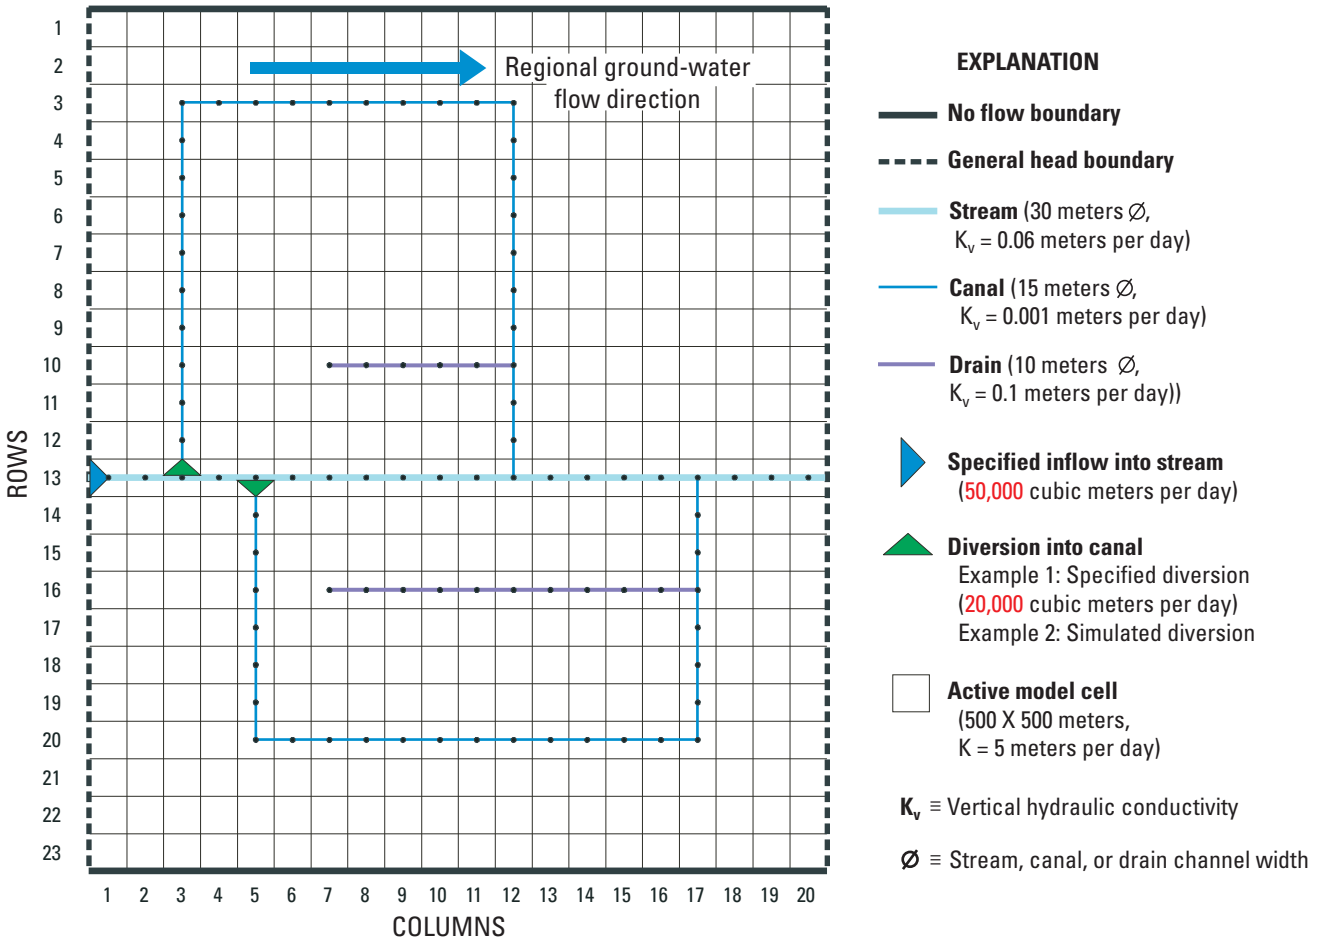 1
2
3
4
5
6
7
8
9
10
11
12
13
14
15
16
17
18
19
20
21
22
23
ROWS
Regional ground-water
flow direction
1 2 3 4 5 6 7 8 9 10 11 12 13 14 15 16 17 18 19 20
COLUMNS
EXPLANATION
No flow boundary
General head boundary
Stream (30 meters ∅,
Kv = 0.06 meters per day)
Canal (15 meters ∅,
Kv = 0.001 meters per day)
Drain (10 meters ∅,
Kv = 0.1 meters per day))
Specified inflow into stream
(50,000 cubic meters per day)
Diversion into canal
Example 1: Specified diversion
(20,000 cubic meters per day)
Example 2: Simulated diversion
Active model cell
(500 X 500 meters,
K = 5 meters per day)
Kv ≡ Vertical hydraulic conductivity
∅ ≡ Stream, canal, or drain channel width